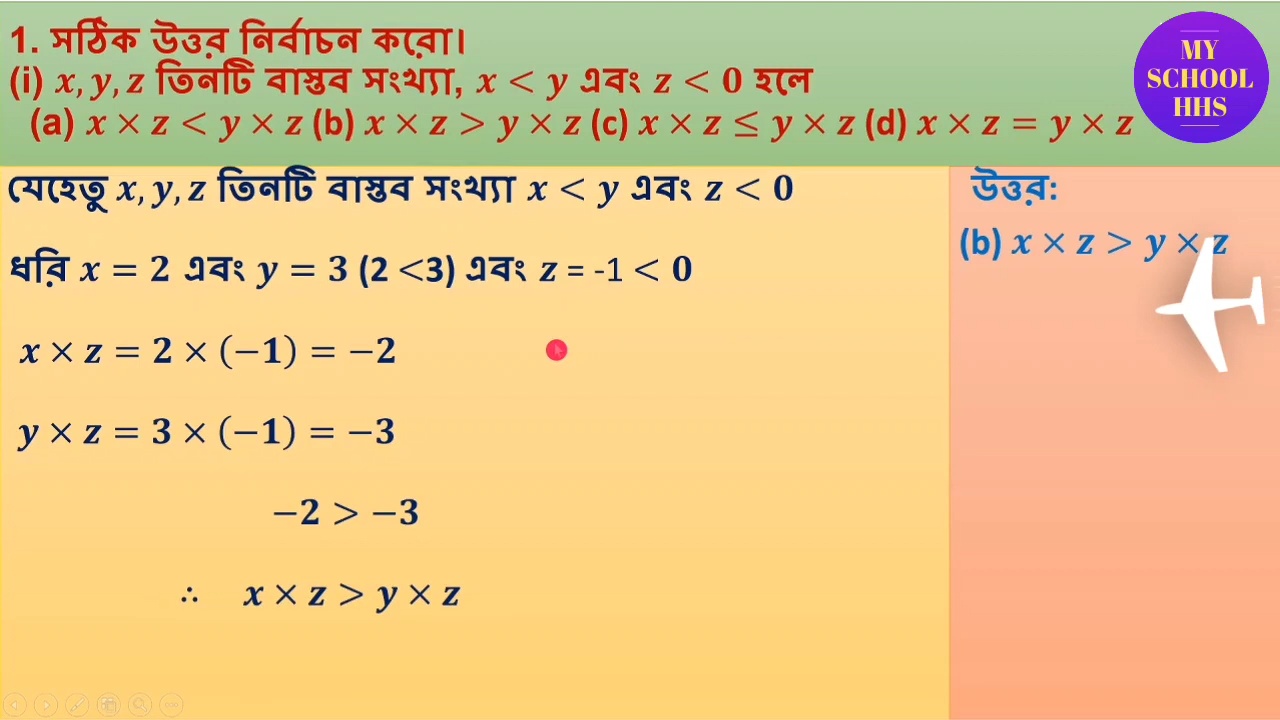 1. সঠিক উত্তর নির্বাচন করো।
(i) x, y, z তিনটি বাস্তব সংখ্যা, x < y এবং z < 0 হলে
(a) x × z < y × z (b) x × z > y × z (c) x × z ≤ y × z (d) x × z = y × z
MY
SCHOOL
HHS
যেহেতু x, y, z তিনটি বাস্তব সংখ্যা x < y এবং z < 0
ধরি x = 2 এবং y = 3 (2 <3) এবং z = -1 < 0
x × z = 2 × (−1) = −2
y × z = 3 × (−1) = −3
−2 > −3
∴ x × z > y × z
উত্তর:
(b) x × z > y × z